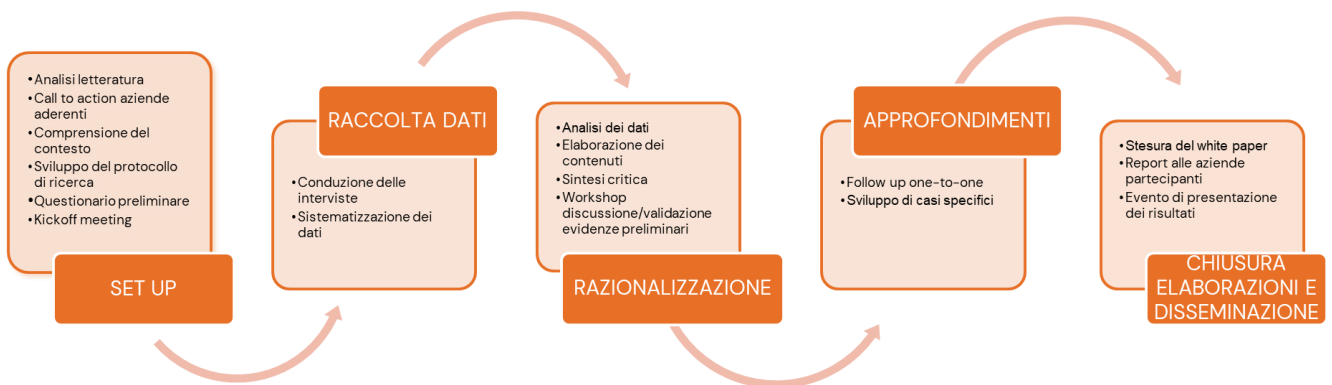 •Analisi letteratura
•Call to action aziende
aderenti
•Comprensione del
contesto
•Sviluppo del protocollo
di ricerca
•Questionario preliminare
•Kickoff meeting
SET UP
RACCOLTA DATI
•Conduzione delle
interviste
•Sistematizzazione dei
dati
•Analisi dei dati
•Elaborazione dei
contenuti
•Sintesi critica
•Workshop
discussione/validazione
evidenze preliminari
RAZIONALIZZAZIONE
APPROFONDIMENTI
•Follow up one-to-one
•Sviluppo di casi specifici
•Stesura del white paper
•Report alle aziende
partecipanti
•Evento di presentazione
dei risultati
CHIUSURA
ELABORAZIONI E
DISSEMINAZIONE